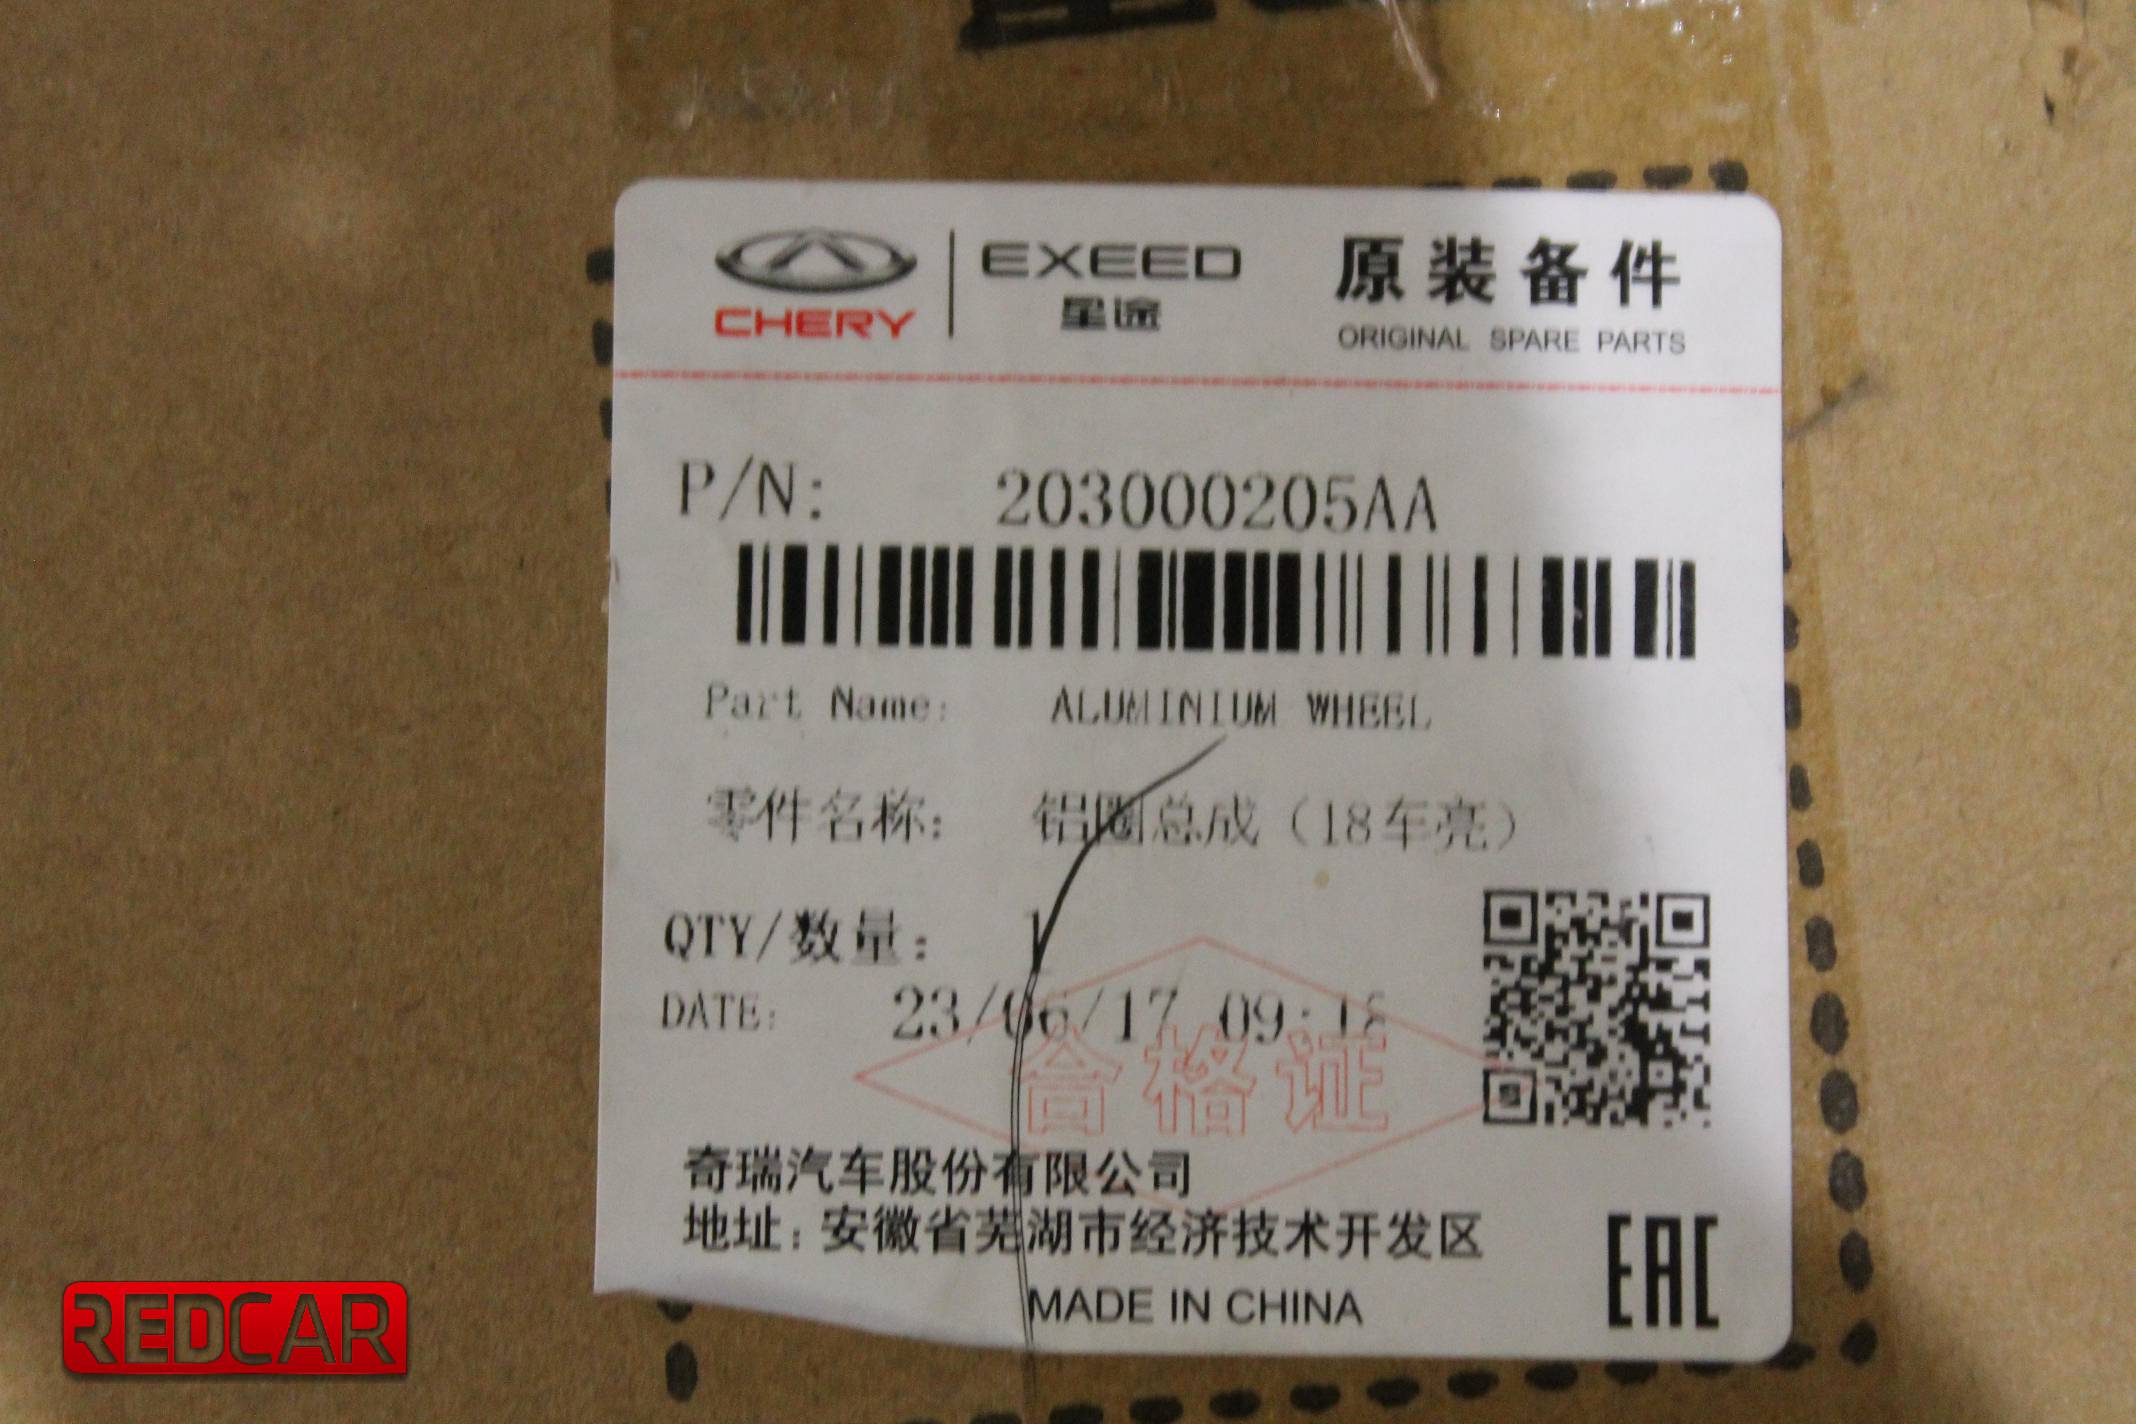 CHERY
EXEED
星途
原装备件
ORIGINAL SPARE PARTS
P/N: 203000205AA
Part Name: ALUMINIUM WHEEL
零件名称: 铝圈总成(18车亮)
QTY/数量: 1
DATE: 23/06/17 09:18
合格证
奇瑞汽车股份有限公司
地址: 安徽省芜湖市经济技术开发区
MADE IN CHINA
EAC
REDCAR